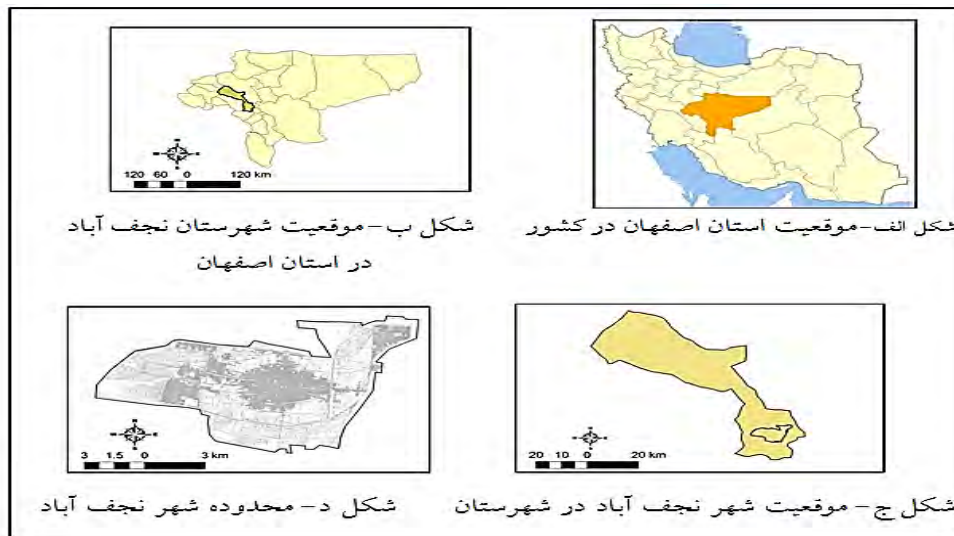 شکل الف-موقعیت استان اصفهان در کشور
120 60 0 120 km
شکل ب-موقعیت شهرستان نجف آباد
در استان اصفهان
20 10 0 20 km
شکل ج- موقعیت شهر نجف آباد در شهرستان
3 1.5 0 3 km
شکل د- محدوده شهر نجف آباد